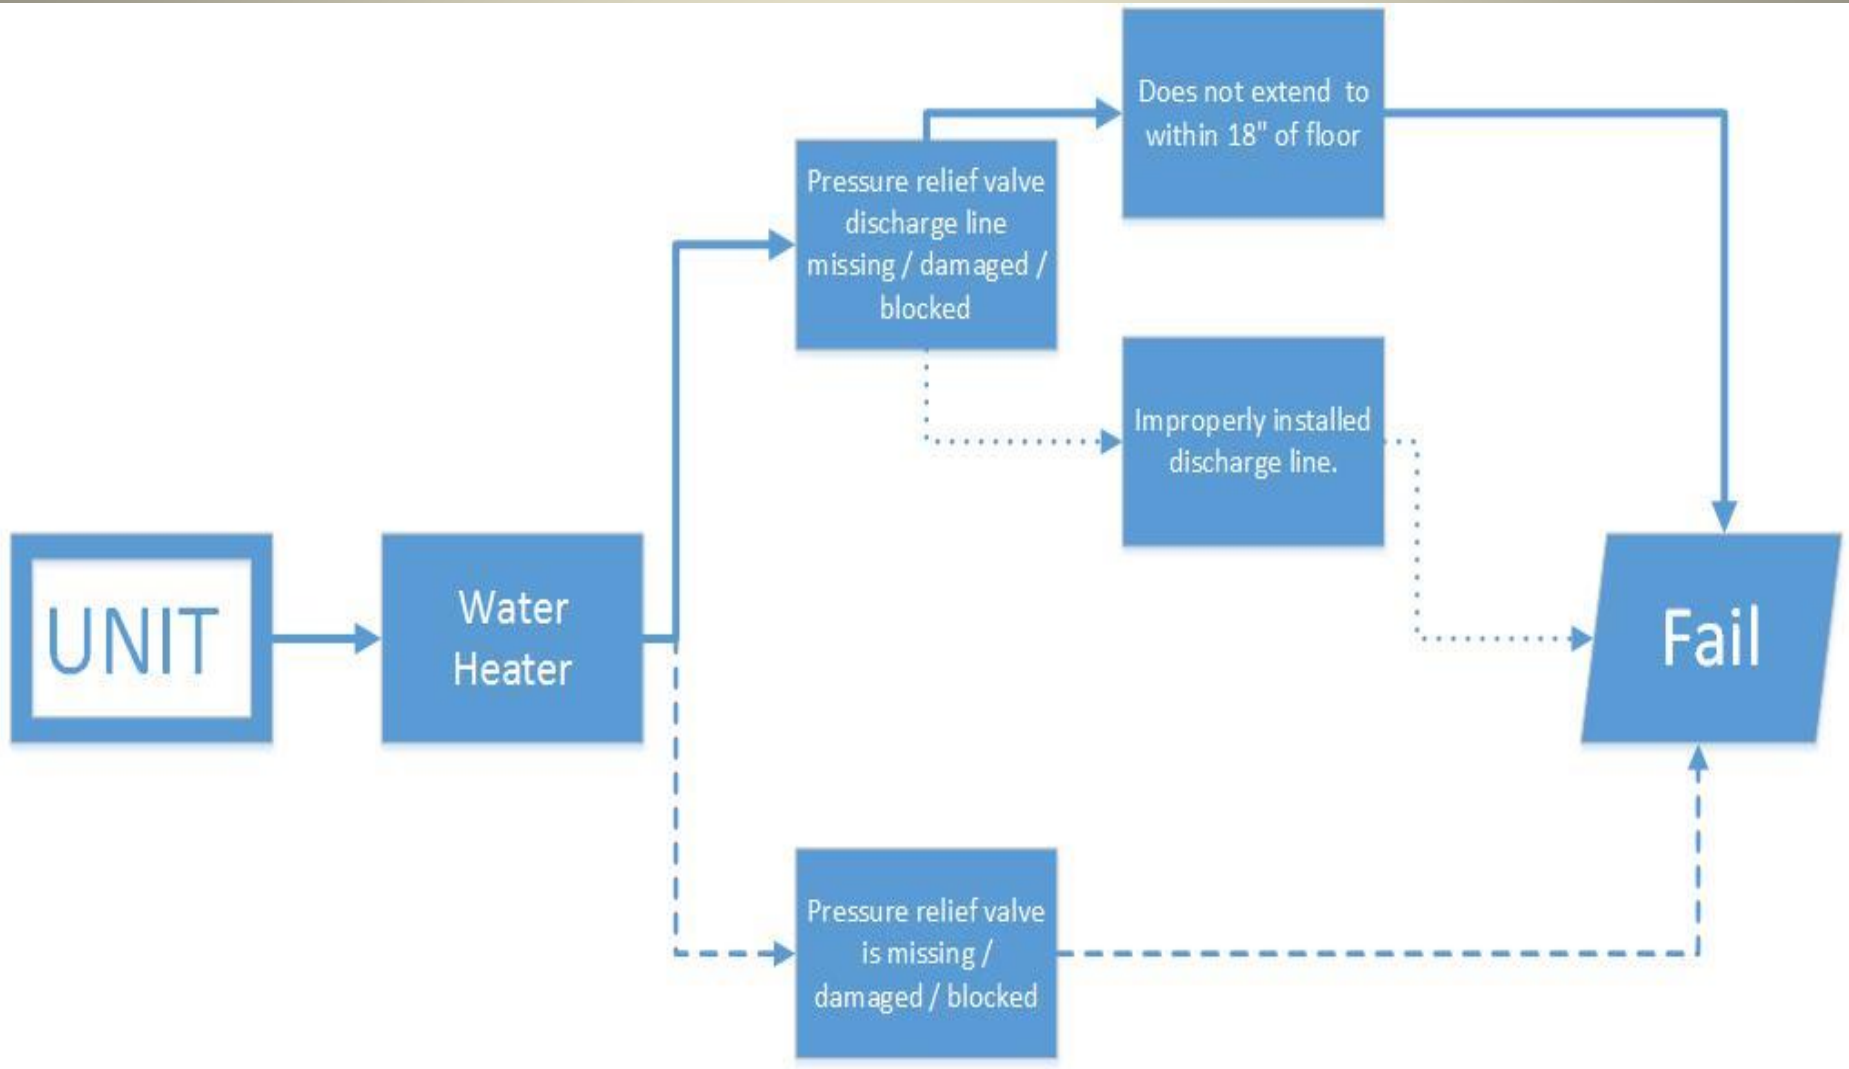 UNIT
Water
Heater
Pressure relief valve
discharge line
missing / damaged /
blocked
Does not extend to
within 18" of floor
Improperly installed
discharge line.
Pressure relief valve
is missing /
damaged / blocked
Fail